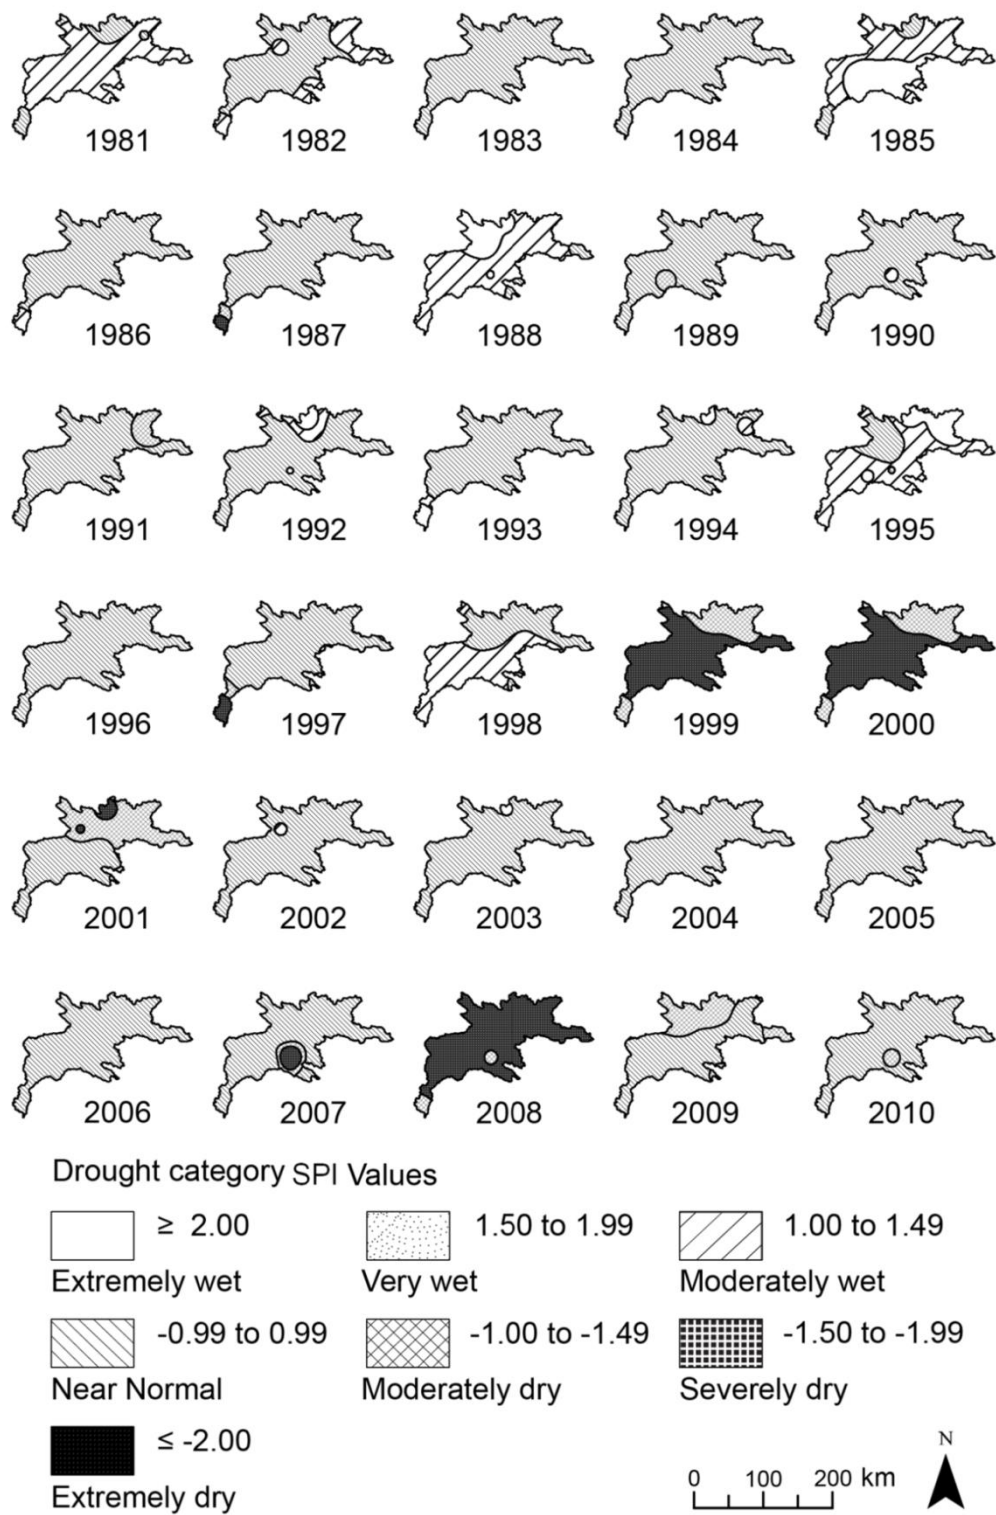 1981 1982 1983 1984 1985
1986 1987 1988 1989 1990
1991 1992 1993 1994 1995
1996 1997 1998 1999 2000
2001 2002 2003 2004 2005
2006 2007 2008 2009 2010
Drought category SPI Values
≥ 2.00 1.50 to 1.99 1.00 to 1.49
Extremely wet Very wet Moderately wet
-0.99 to 0.99 -1.00 to -1.49 -1.50 to -1.99
Near Normal Moderately dry Severely dry
≤ -2.00
Extremely dry
N
0 100 200 km